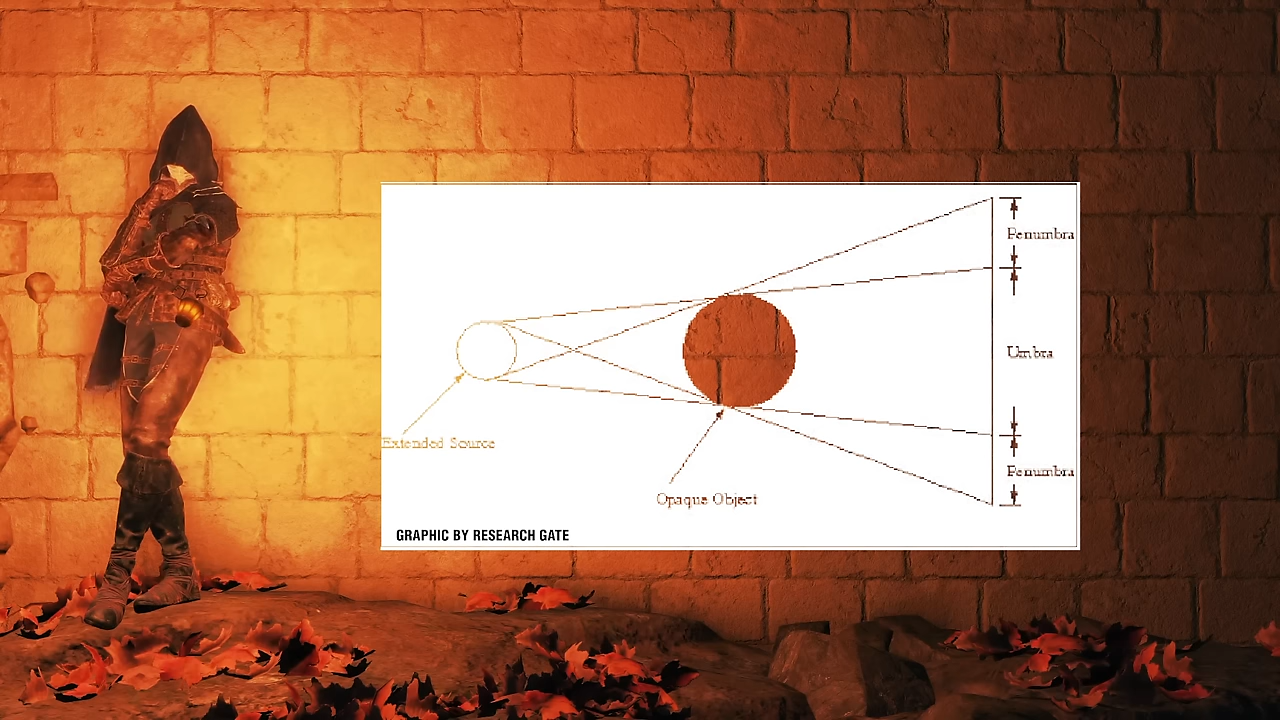 Penumbra
Umbra
Extended Source
Penumbra
Opaque Object
GRAPHIC BY RESEARCH GATE